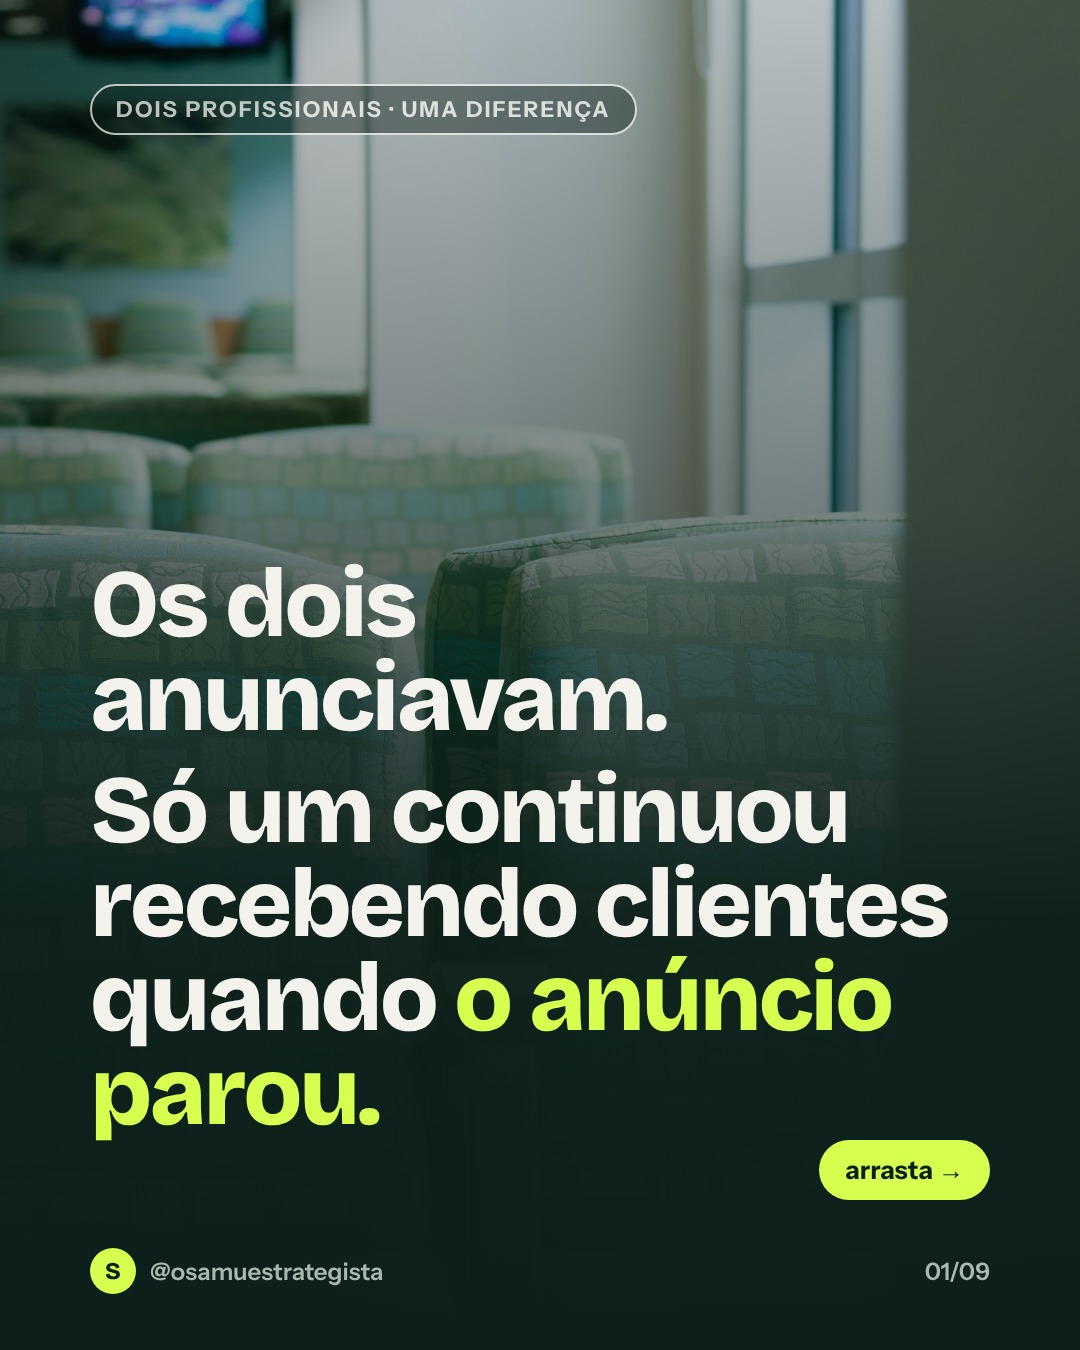 DOIS PROFISSIONAIS · UMA DIFERENÇA
Os dois
anunciavam.
Só um continuou
recebendo clientes
quando o anúncio
parou.
arrasta →
S @osamuestrategista
01/09